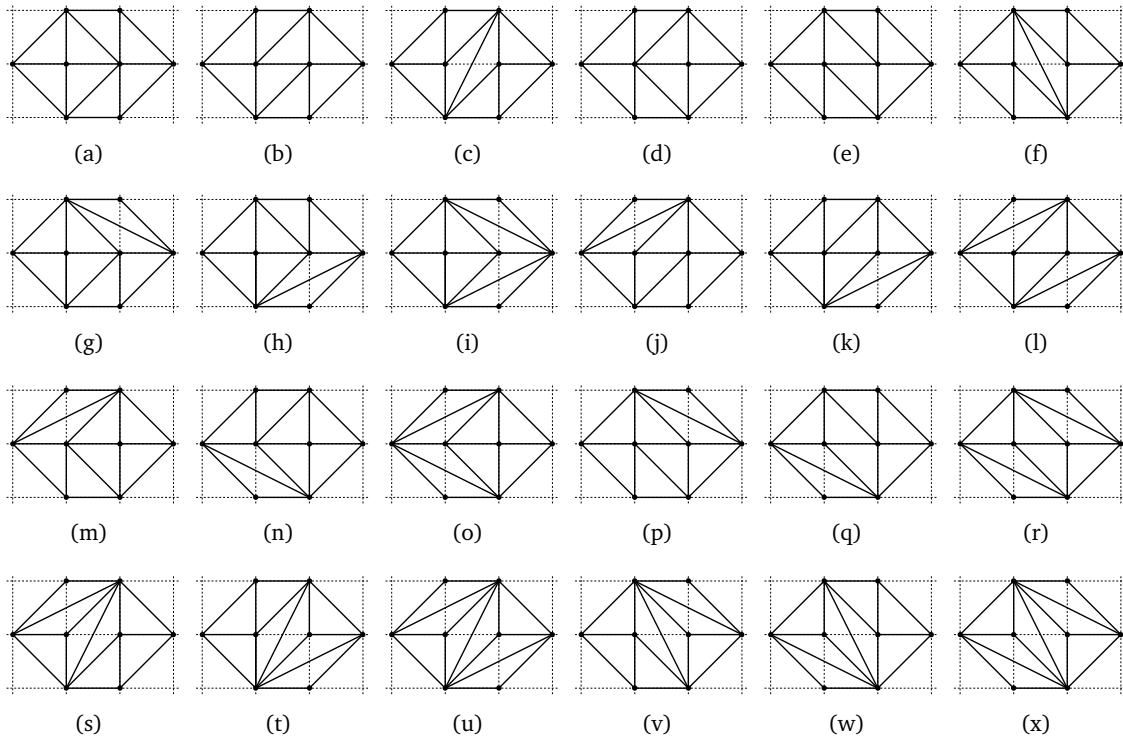 (a) (b) (c) (d) (e) (f)
(g) (h) (i) (j) (k) (l)
(m) (n) (o) (p) (q) (r)
(s) (t) (u) (v) (w) (x)